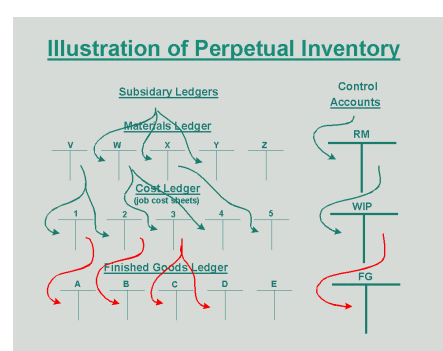 Illustration of Perpetual Inventory
Subsidary Ledgers
Control
Accounts
Materials Ledger
RM
V W X Y Z
Cost Ledger
(job cost sheets)
WIP
1 2 3 4 5
Finished Goods Ledger
FG
A B C D E